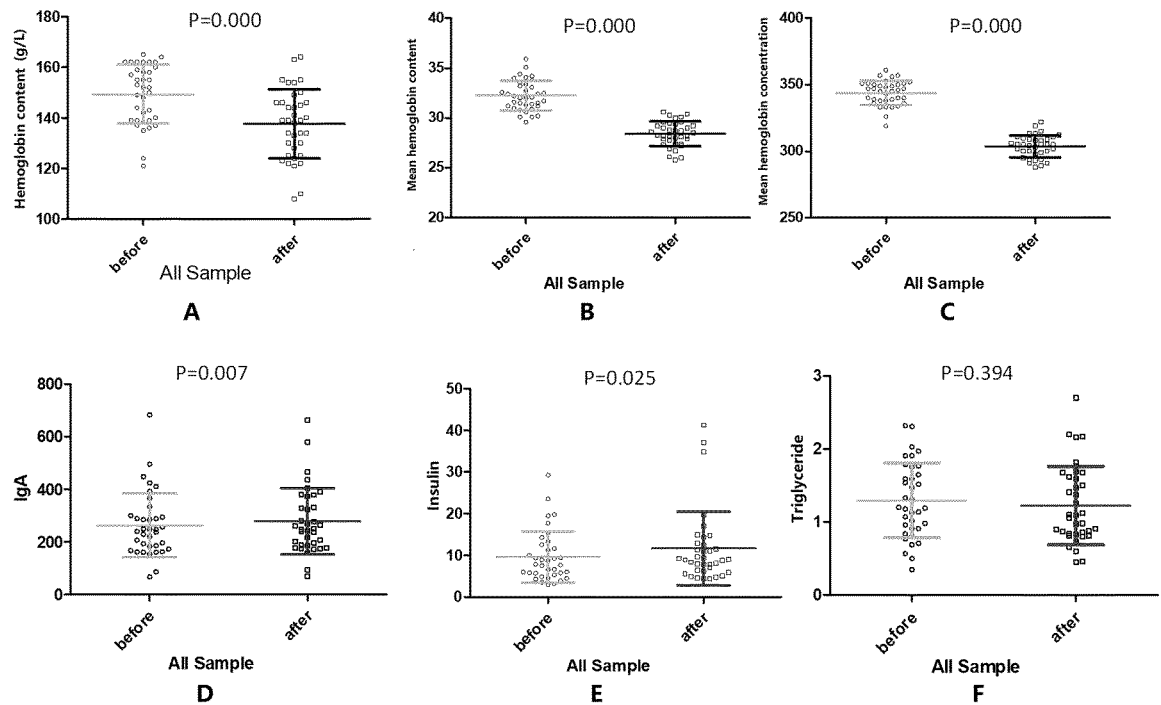 P=0.000
Hemoglobin content (g/L)
180
160
140
120
100
before
after
All Sample
A
P=0.000
Mean hemoglobin content
40
35
30
25
20
before
after
All Sample
B
P=0.000
Mean hemoglobin concentration
400
350
300
250
before
after
All Sample
C
P=0.007
IgA
800
600
400
200
0
before
after
All Sample
D
P=0.025
Insulin
50
40
30
20
10
0
before
after
All Sample
E
P=0.394
Triglyceride
3
2
1
0
before
after
All Sample
F